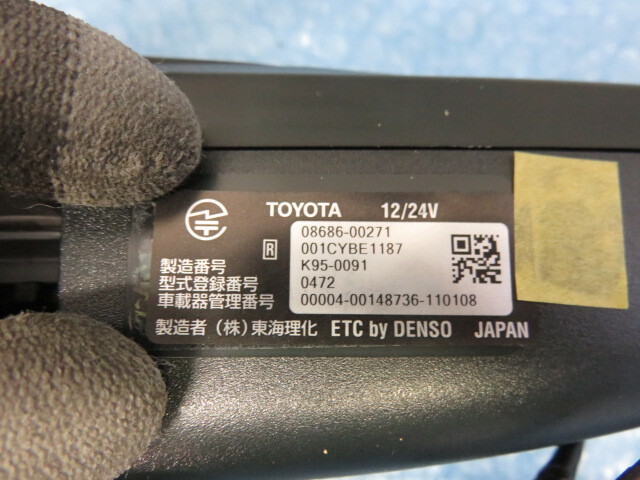 TOYOTA 12/24V
08686-00271
R 001CYBE1187
製造番号 K95-0091
型式登録番号 0472
車載器管理番号 00004-00148736-110108
製造者 (株) 東海理化 ETC by DENSO JAPAN